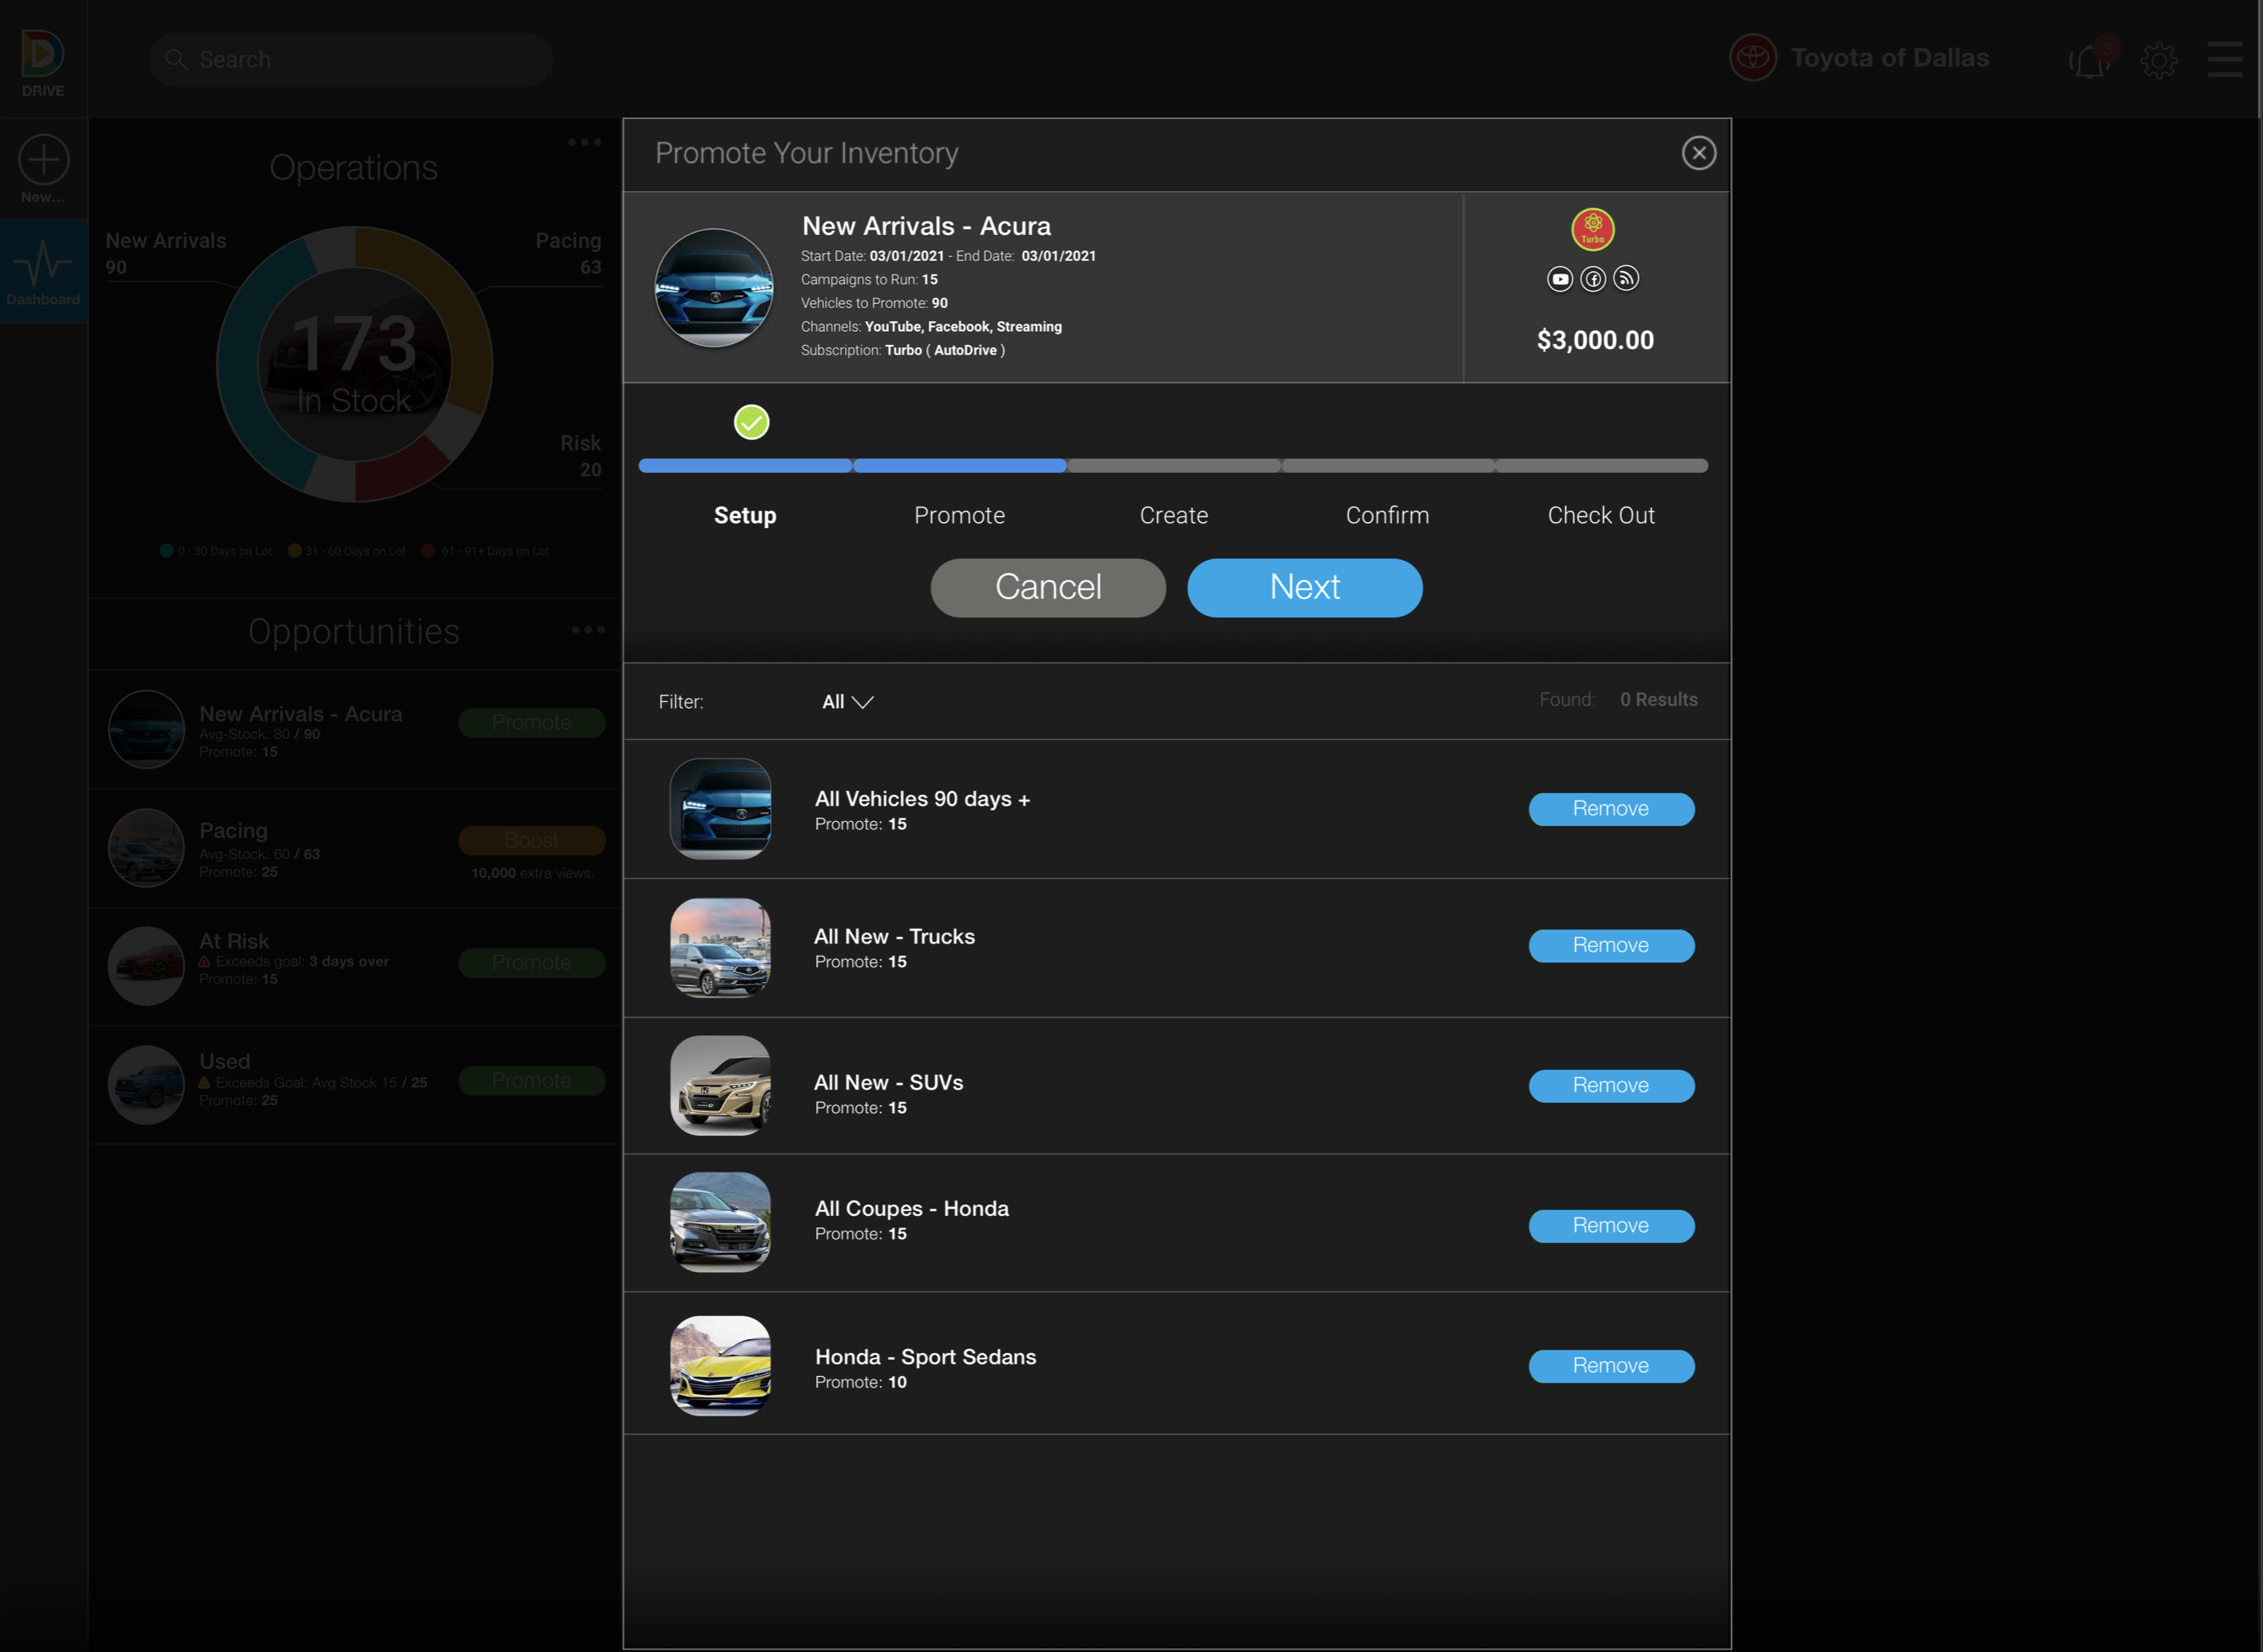 DRIVE
Search
Toyota of Dallas
3
New...
Dashboard
Operations
New Arrivals
90
Pacing
63
173
In Stock
Risk
20
0 - 30 Days on Lot
31 - 60 Days on Lot
61 - 91+ Days on Lot
Opportunities
New Arrivals - Acura
Avg-Stock: 80 / 90
Promote: 15
Promote
Pacing
Avg-Stock: 60 / 63
Promote: 25
Boost
10,000 extra views.
At Risk
Exceeds goal: 3 days over
Promote: 15
Promote
Used
Exceeds Goal: Avg Stock 15 / 25
Promote: 25
Promote
Promote Your Inventory
New Arrivals - Acura
Start Date: 03/01/2021 - End Date: 03/01/2021
Campaigns to Run: 15
Vehicles to Promote: 90
Channels: YouTube, Facebook, Streaming
Subscription: Turbo ( AutoDrive )
Turbo
$3,000.00
Setup
Promote
Create
Confirm
Check Out
Cancel
Next
Filter:
All
Found: 0 Results
All Vehicles 90 days +
Promote: 15
Remove
All New - Trucks
Promote: 15
Remove
All New - SUVs
Promote: 15
Remove
All Coupes - Honda
Promote: 15
Remove
Honda - Sport Sedans
Promote: 10
Remove